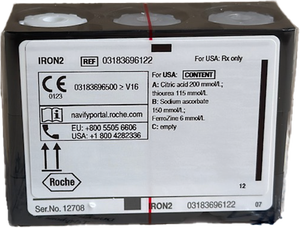 IRON2 REF 03183696122 For USA: Rx only
CE 0123
03183696500 ≥ V16
navifyportal.roche.com
EU: +800 5505 6606
USA: +1 800 4282336
For USA: CONTENT
A: Citric acid 200 mmol/L;
thiourea 115 mmol/L;
B: Sodium ascorbate
150 mmol/L;
FerroZine 6 mmol/L;
C: empty
Roche
12
Ser.No. 12708 IRON2 03183696122 07